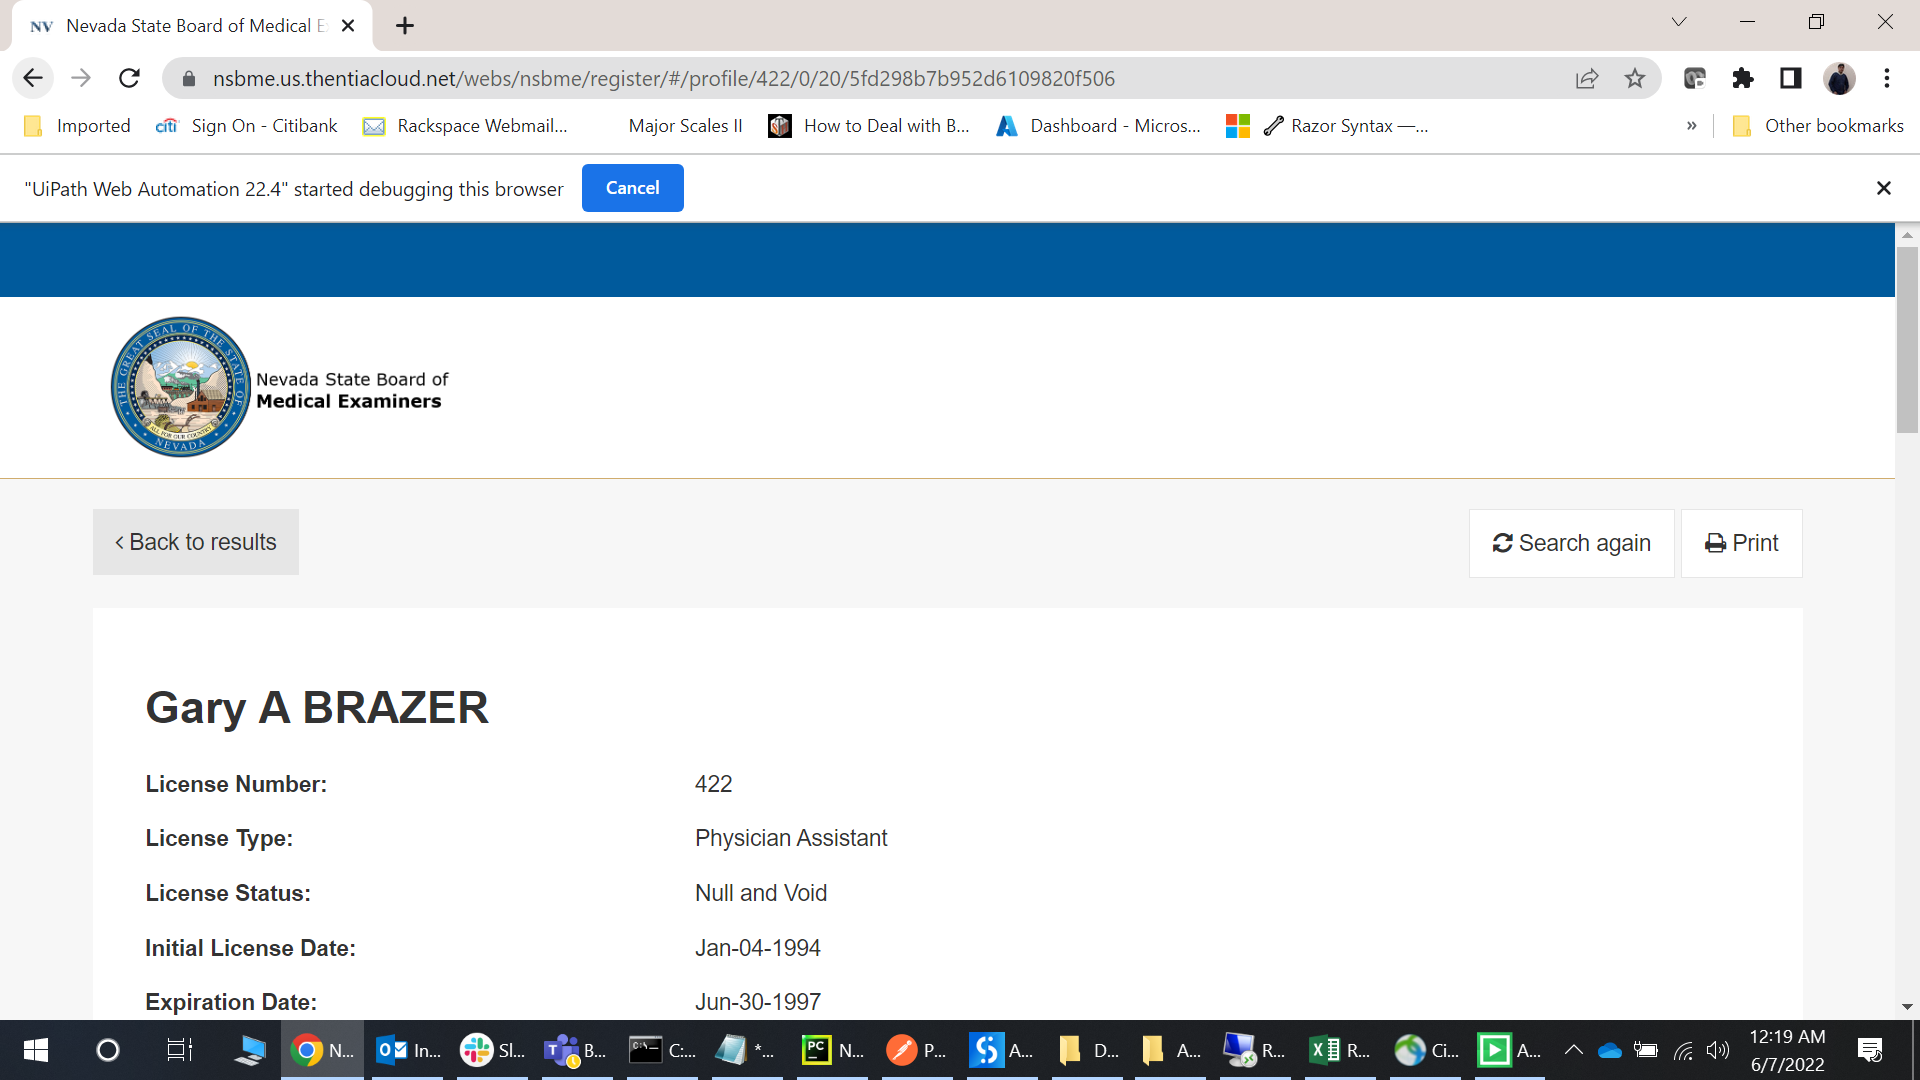 NV Nevada State Board of Medical E
nsbme.us.thentiacloud.net/webs/nsbme/register/#/profile/422/0/20/5fd298b7b952d6109820f506
Imported citi Sign On - Citibank Rackspace Webmail... Major Scales II How to Deal with B... Dashboard - Micros... Razor Syntax —... » Other bookmarks
"UiPath Web Automation 22.4" started debugging this browser Cancel
THE GREAT SEAL OF THE STATE OF NEVADA
ALL FOR OUR COUNTRY
Nevada State Board of
Medical Examiners
Back to results Search again Print
Gary A BRAZER
License Number: 422
License Type: Physician Assistant
License Status: Null and Void
Initial License Date: Jan-04-1994
Expiration Date: Jun-30-1997
N... In... Sl... B... C:... *... PC N... P... A... D... A... R... R... Ci... A... 12:19 AM
6/7/2022